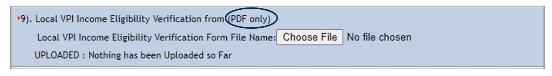 *9). Local VPI Income Eligibility Verification from (PDF only)
Local VPI Income Eligibility Verification Form File Name: Choose File No file chosen
UPLOADED : Nothing has been Uploaded so Far